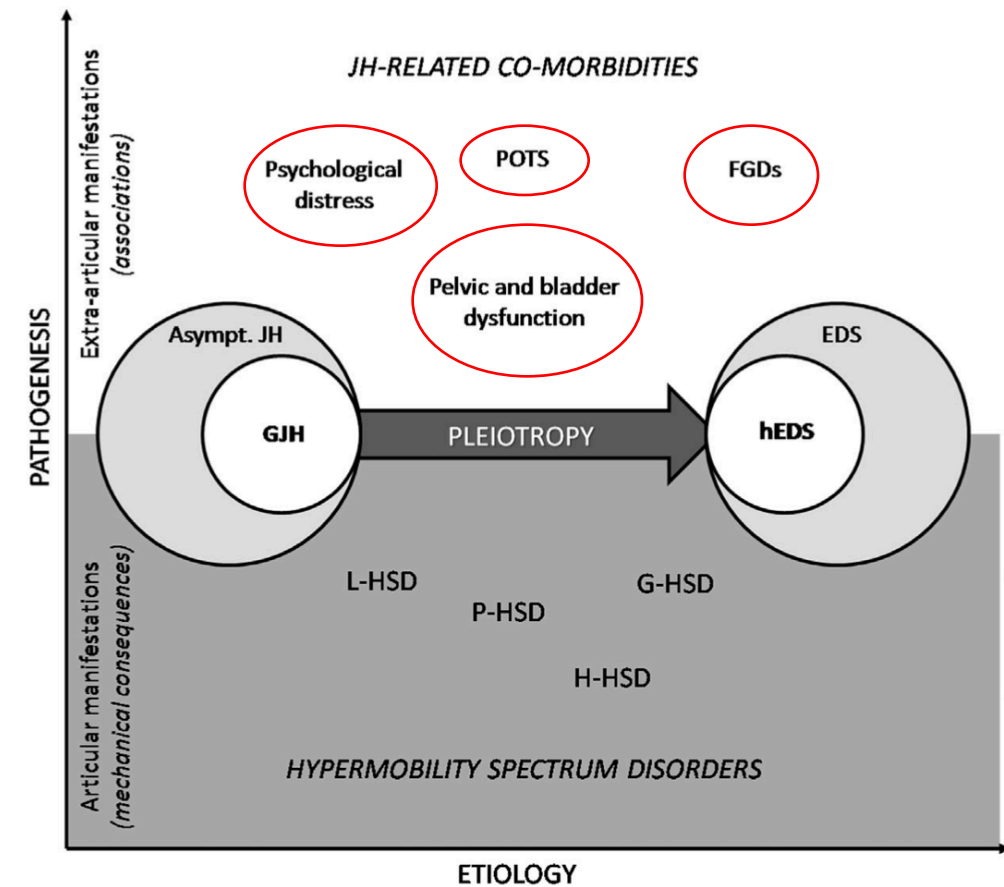 JH-RELATED CO-MORBIDITIES
Extra-articular manifestations
(associations)
Psychological
distress
POTS
FGDs
Pelvic and bladder
dysfunction
PATHOGENESIS
Asympt. JH
GJH
PLEIOTROPY
EDS
hEDS
Articular manifestations
(mechanical consequences)
L-HSD
P-HSD
G-HSD
H-HSD
HYPERMOBILITY SPECTRUM DISORDERS
ETIOLOGY